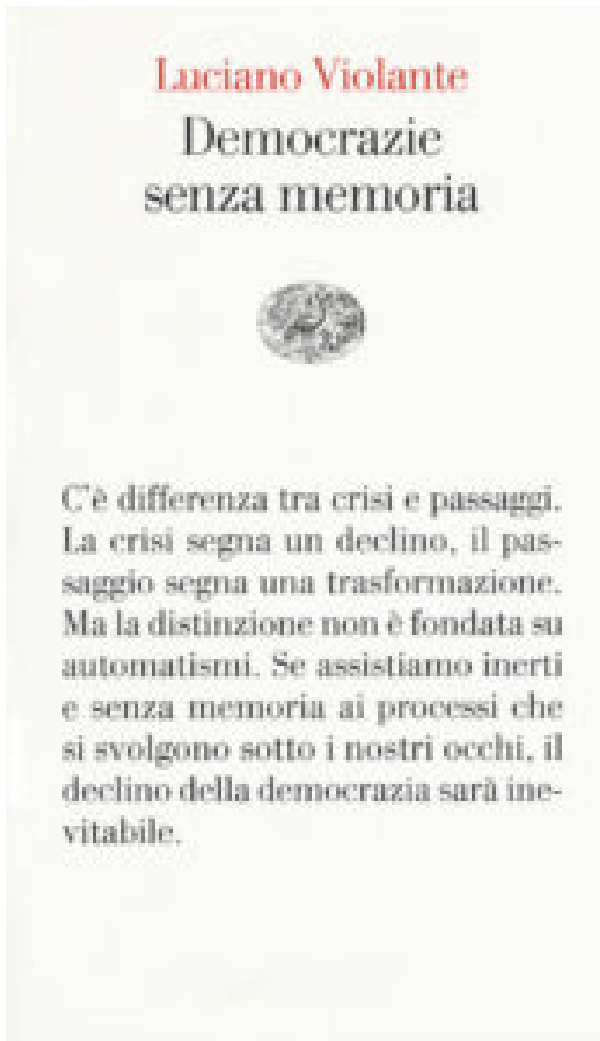 Luciano Violante
Democrazie
senza memoria
C'è differenza tra crisi e passaggi.
La crisi segna un declino, il pas-
saggio segna una trasformazione.
Ma la distinzione non è fondata su
automatismi. Se assistiamo inerti
e senza memoria ai processi che
si svolgono sotto i nostri occhi, il
declino della democrazia sarà ine-
vitabile.